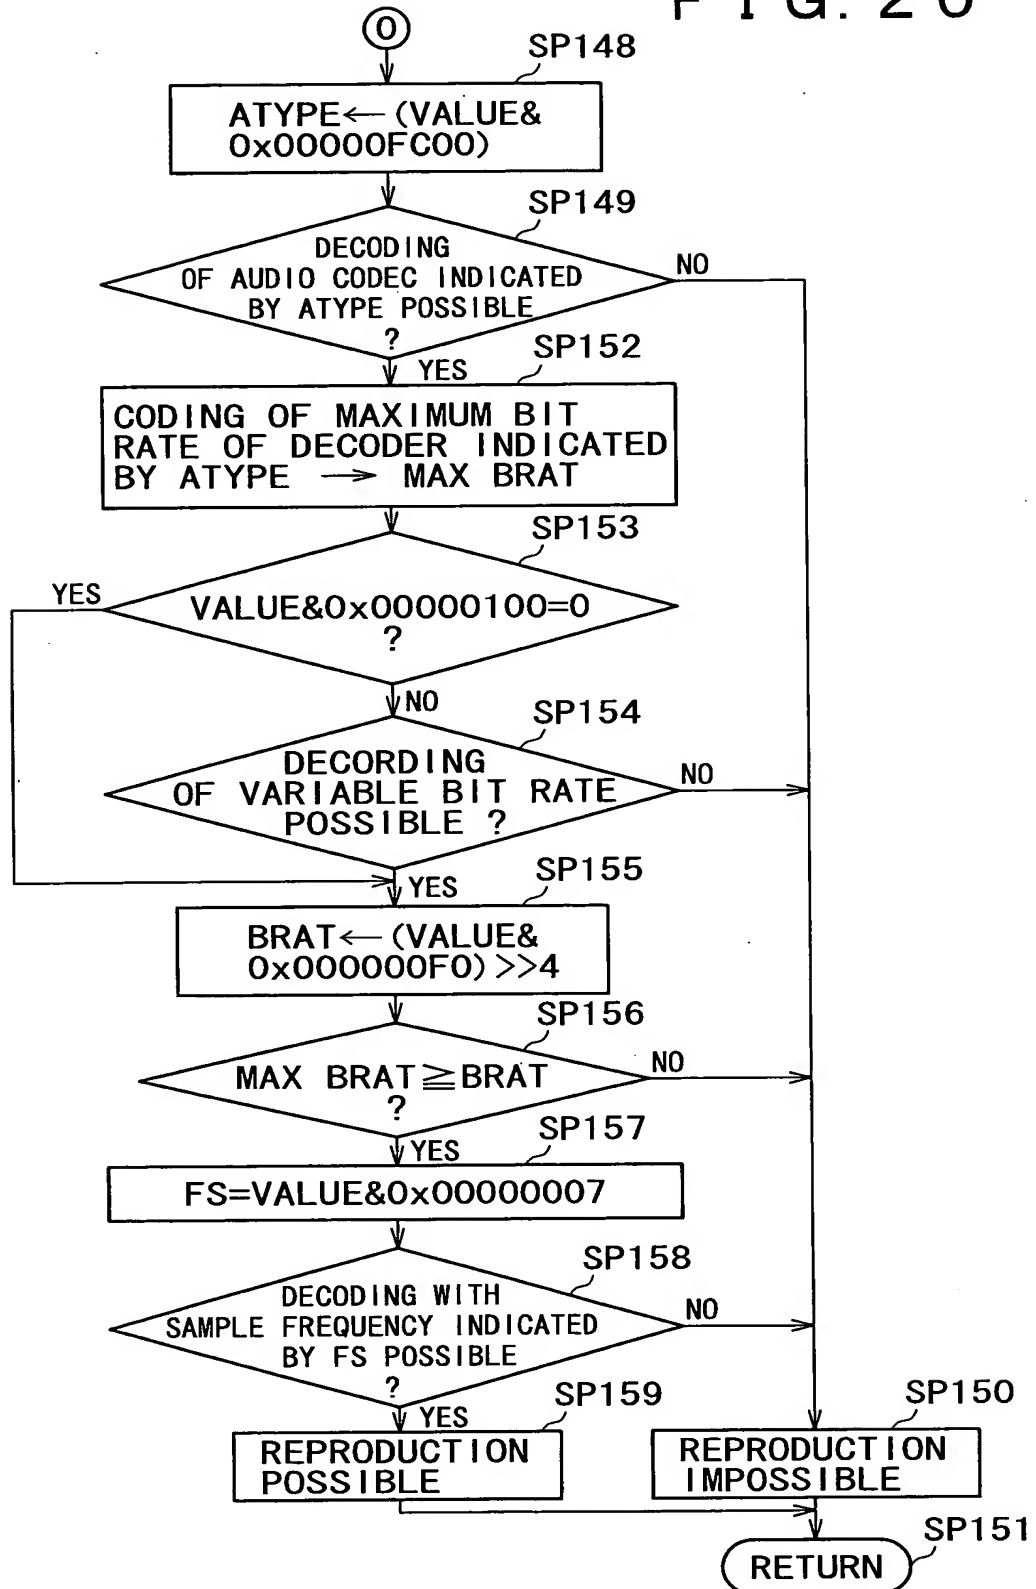 FIG. 26
O
SP148
ATYPE← (VALUE&
0x00000FC00)
SP149
DECODING
OF AUDIO CODEC INDICATED
BY ATYPE POSSIBLE
?
NO
YES
SP152
CODING OF MAXIMUM BIT
RATE OF DECODER INDICATED
BY ATYPE → MAX BRAT
SP153
YES
VALUE&0x00000100=0
?
NO
SP154
DECORDING
OF VARIABLE BIT RATE
POSSIBLE ?
NO
YES
SP155
BRAT← (VALUE&
0x000000F0) >>4
SP156
MAX BRAT≧BRAT
?
NO
YES
SP157
FS=VALUE&0x00000007
SP158
DECODING WITH
SAMPLE FREQUENCY INDICATED
BY FS POSSIBLE
?
NO
YES
SP159
REPRODUCTION
POSSIBLE
SP150
REPRODUCTION
IMPOSSIBLE
SP151
RETURN